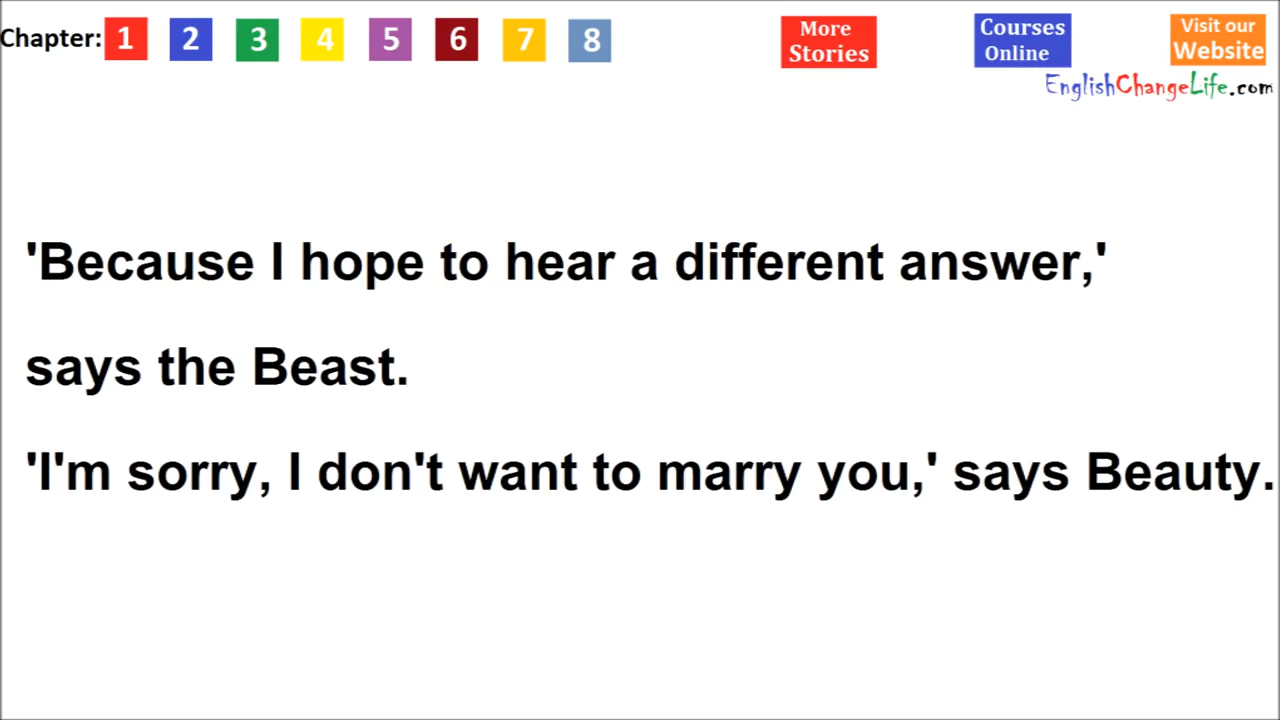 Chapter: 1 2 3 4 5 6 7 8
More
Stories
Courses
Online
Visit our
Website
EnglishChangeLife.com
'Because I hope to hear a different answer,'
says the Beast.
'I'm sorry, I don't want to marry you,' says Beauty.